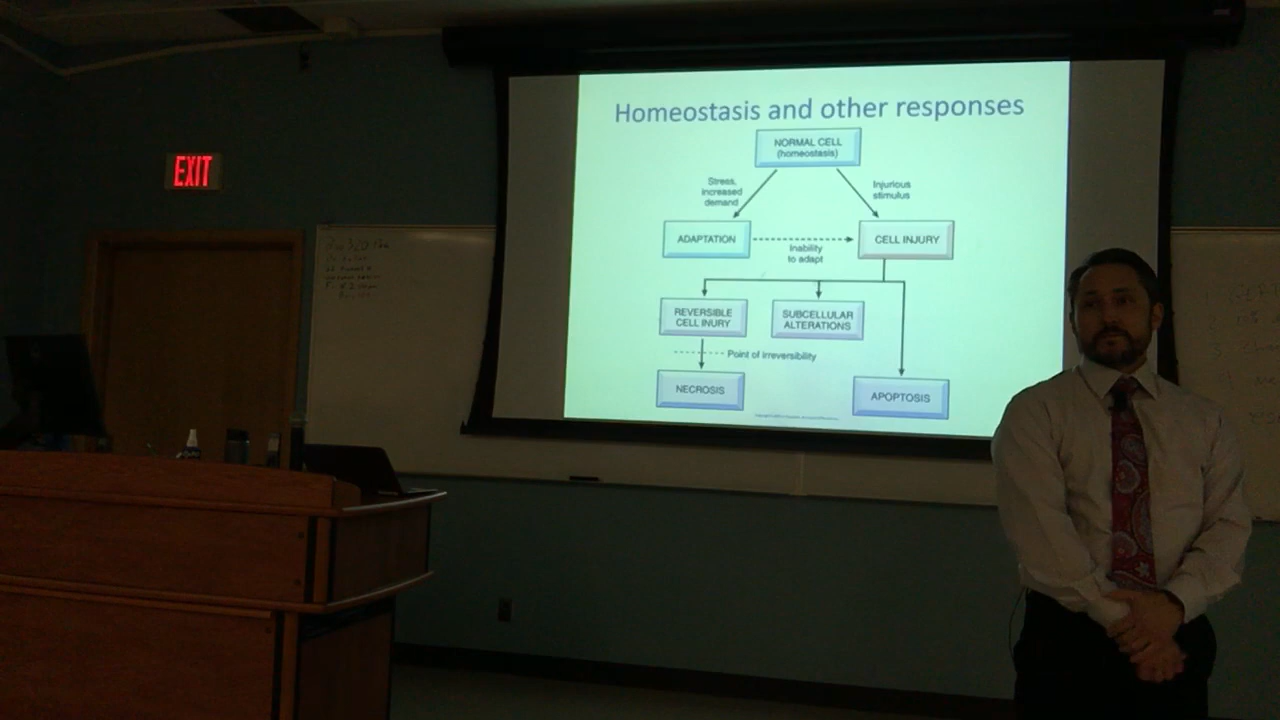 EXIT
Homeostasis and other responses
NORMAL CELL
(homeostasis)
Stress,
increased
demand
Injurious
stimulus
ADAPTATION
Inability
to adapt
CELL INJURY
REVERSIBLE
CELL INJURY
SUBCELLULAR
ALTERATIONS
Point of irreversibility
NECROSIS
APOPTOSIS